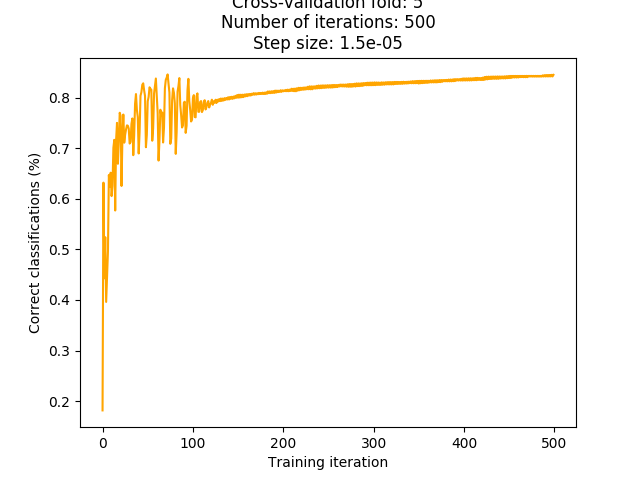 Cross-validation fold: 5
Number of iterations: 500
Step size: 1.5e-05
0.8
0.7
0.6
0.5
0.4
0.3
0.2
Correct classifications (%)
0 100 200 300 400 500
Training iteration